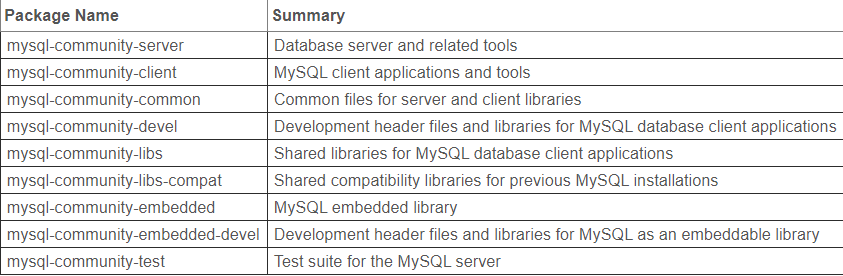 Package Name Summary
mysql-community-server Database server and related tools
mysql-community-client MySQL client applications and tools
mysql-community-common Common files for server and client libraries
mysql-community-devel Development header files and libraries for MySQL database client applications
mysql-community-libs Shared libraries for MySQL database client applications
mysql-community-libs-compat Shared compatibility libraries for previous MySQL installations
mysql-community-embedded MySQL embedded library
mysql-community-embedded-devel Development header files and libraries for MySQL as an embeddable library
mysql-community-test Test suite for the MySQL server